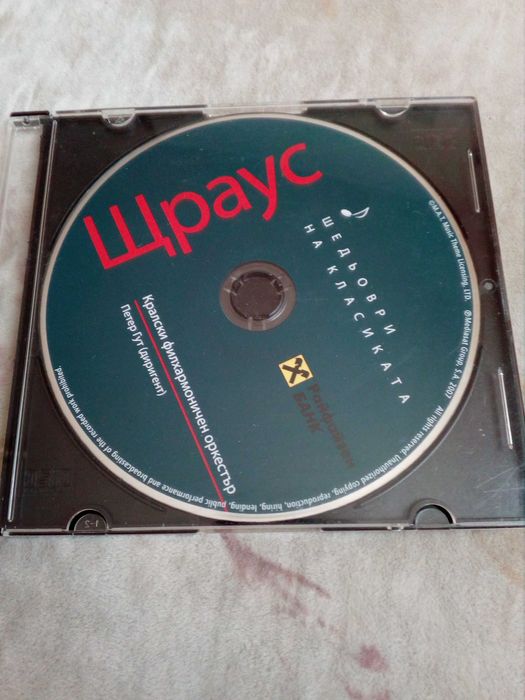 Щраус
ШЕДЬОВРИ
НА КЛАСИКАТА
Кралски филхармоничен оркестър
Петер Гут (диригент)
Райфайзен
БАНК
©M.A.T. Music Theme Licensing, LTD. ℗Mediasat Group, S.A. 2007 All rights reserved. Unauthorized copying, reproduction, hiring, lending, public performance and broadcasting of the recorded work prohibited.